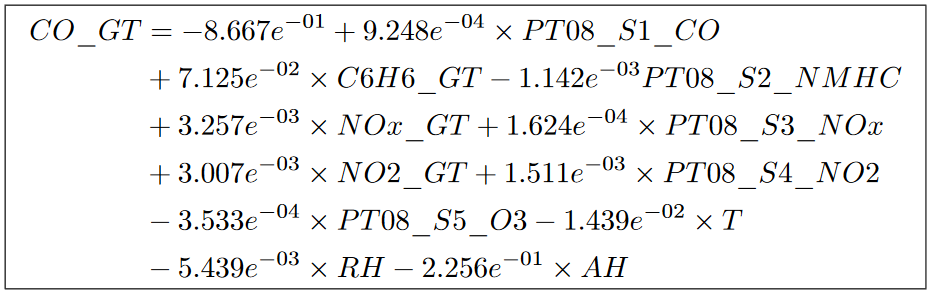 CO_GT = −8.667e^{−01} + 9.248e^{−04} × PT08_S1_CO
+ 7.125e^{−02} × C6H6_GT − 1.142e^{−03}PT08_S2_NMHC
+ 3.257e^{−03} × NOx_GT + 1.624e^{−04} × PT08_S3_NOx
+ 3.007e^{−03} × NO2_GT + 1.511e^{−03} × PT08_S4_NO2
− 3.533e^{−04} × PT08_S5_O3 − 1.439e^{−02} × T
− 5.439e^{−03} × RH − 2.256e^{−01} × AH